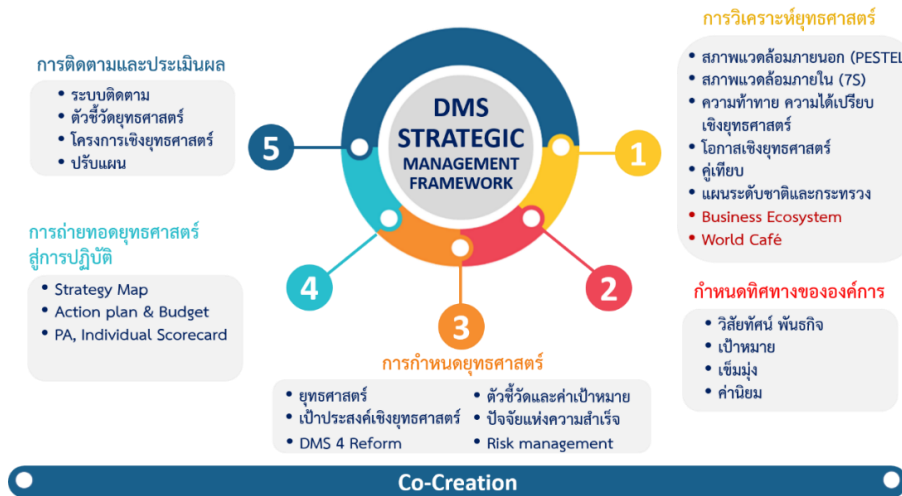 DMS
STRATEGIC
MANAGEMENT
FRAMEWORK
1
การวิเคราะห์ยุทธศาสตร์
• สภาพแวดล้อมภายนอก (PESTEL
• สภาพแวดล้อมภายใน (7S)
• ความท้าทาย ความได้เปรียบ
เชิงยุทธศาสตร์
• โอกาสเชิงยุทธศาสตร์
• คู่เทียบ
• แผนระดับชาติและกระทรวง
• Business Ecosystem
• World Café
2
กำหนดทิศทางขององค์การ
• วิสัยทัศน์ พันธกิจ
• เป้าหมาย
• เข็มมุ่ง
• ค่านิยม
3
การกำหนดยุทธศาสตร์
• ยุทธศาสตร์
• เป้าประสงค์เชิงยุทธศาสตร์
• DMS 4 Reform
• ตัวชี้วัดและค่าเป้าหมาย
• ปัจจัยแห่งความสำเร็จ
• Risk management
4
การถ่ายทอดยุทธศาสตร์
สู่การปฏิบัติ
• Strategy Map
• Action plan & Budget
• PA, Individual Scorecard
5
การติดตามและประเมินผล
• ระบบติดตาม
• ตัวชี้วัดยุทธศาสตร์
• โครงการเชิงยุทธศาสตร์
• ปรับแผน
Co-Creation